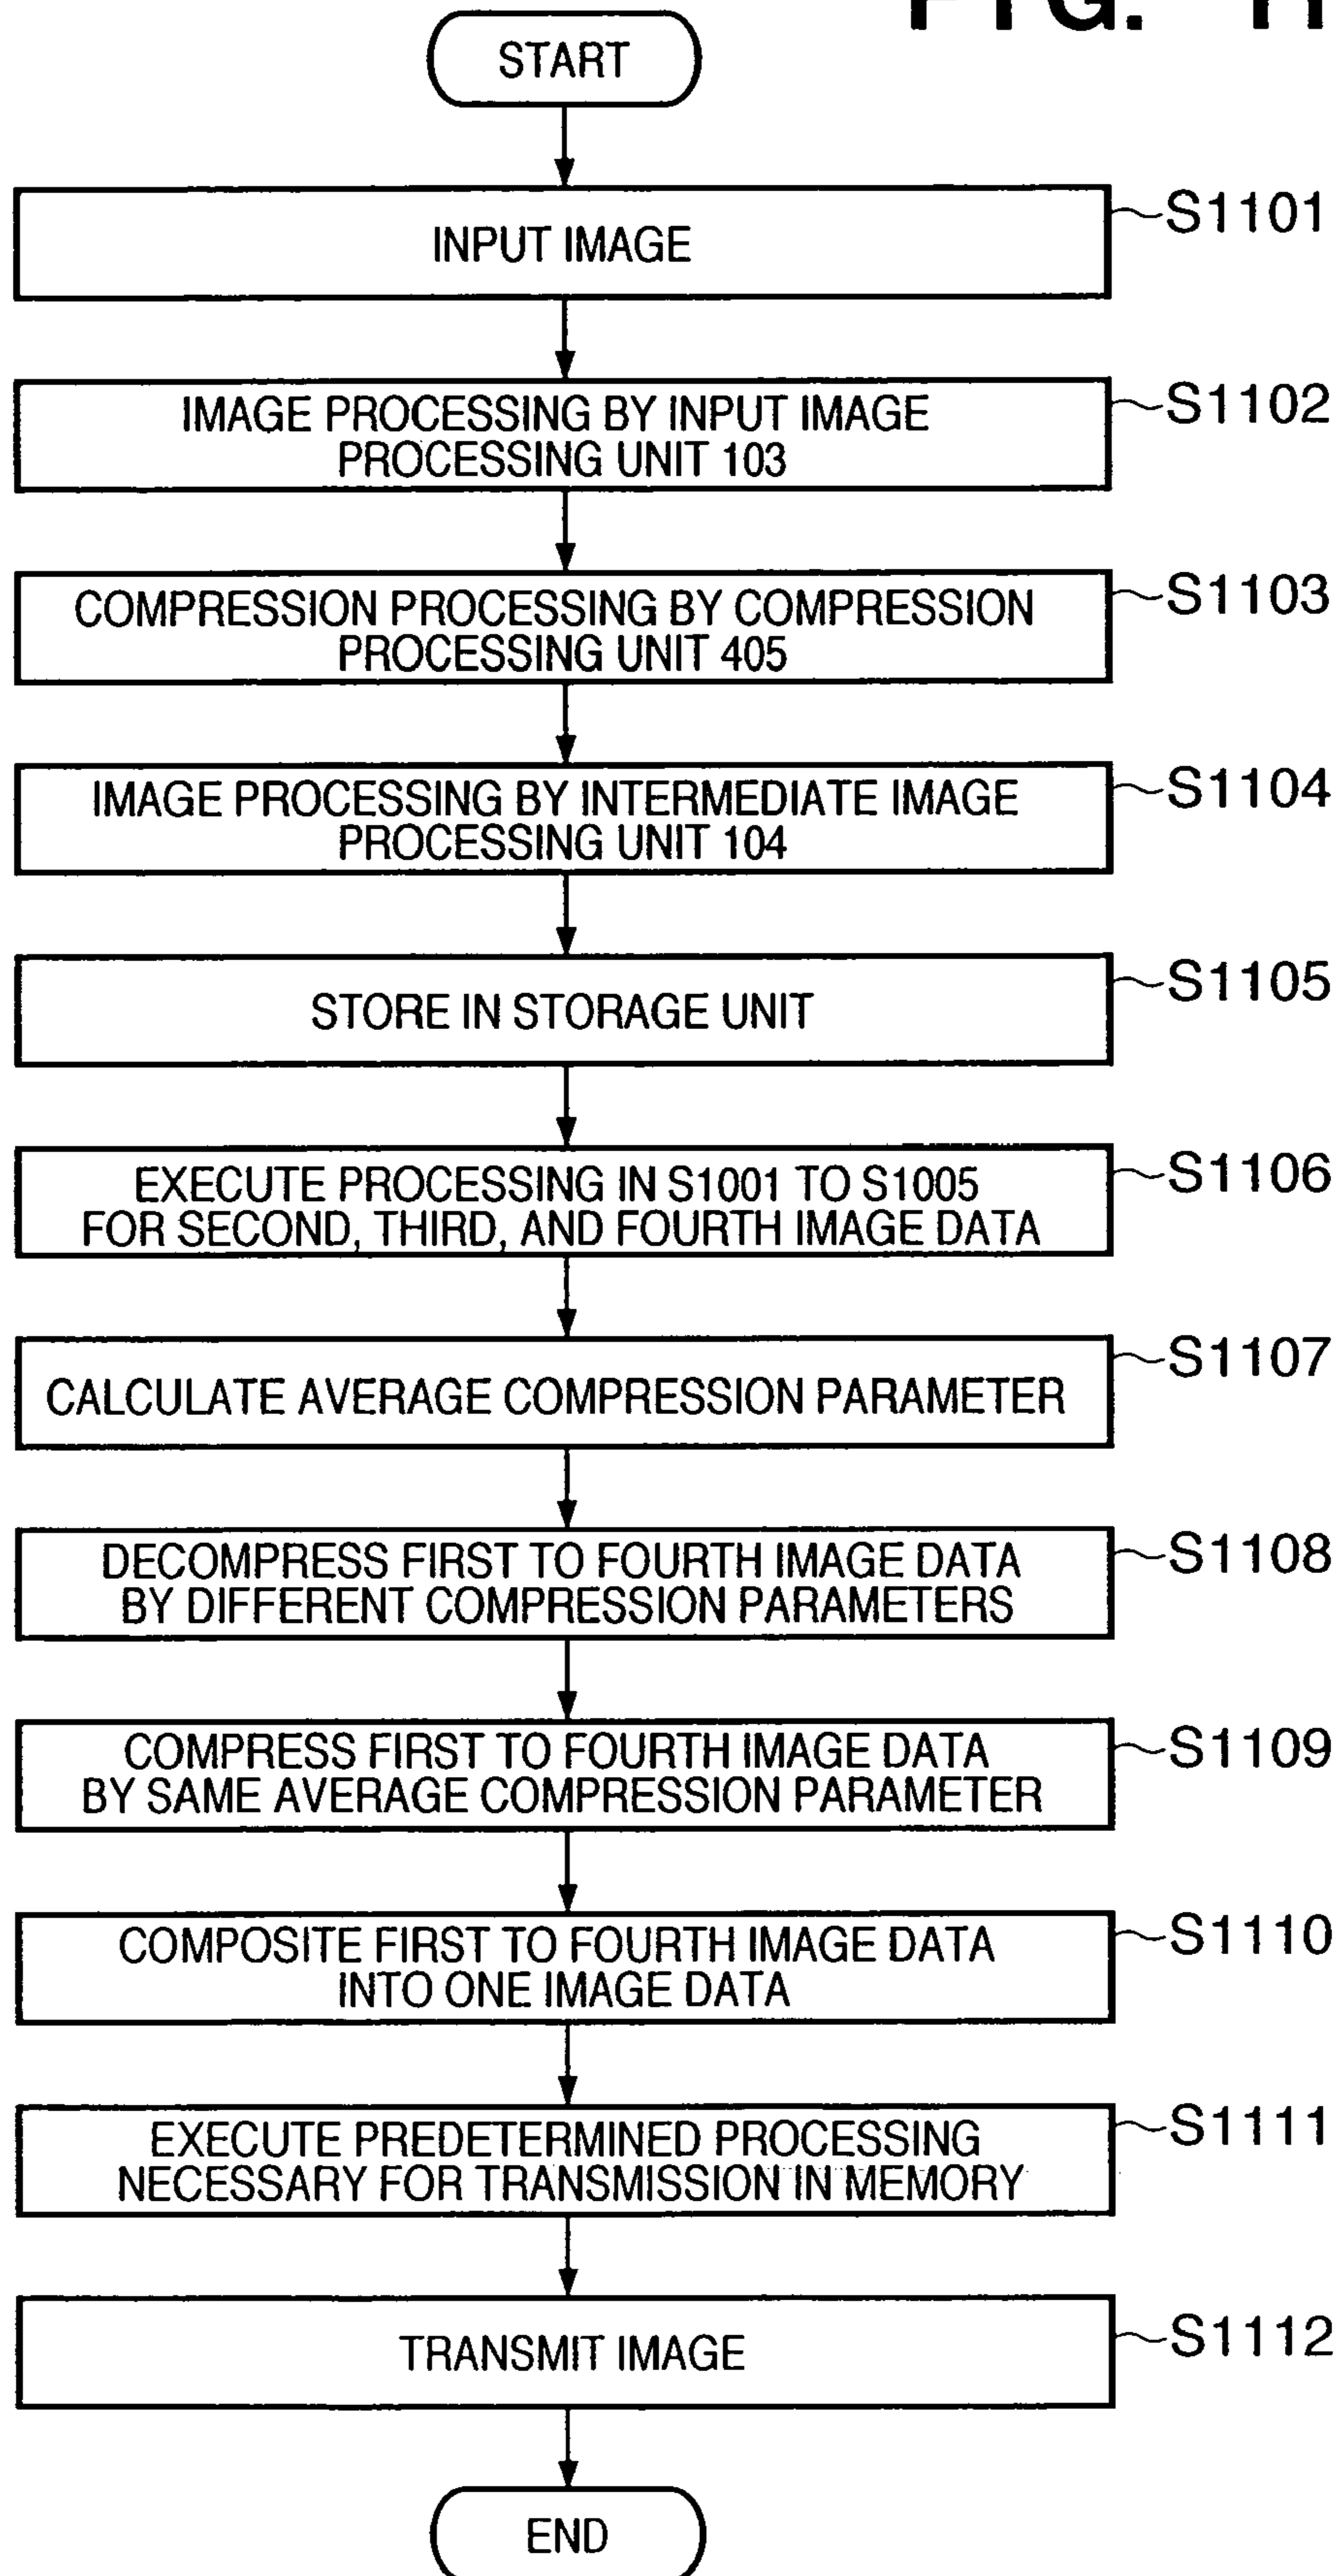 FIG. 11
START
INPUT IMAGE
S1101
IMAGE PROCESSING BY INPUT IMAGE
PROCESSING UNIT 103
S1102
COMPRESSION PROCESSING BY COMPRESSION
PROCESSING UNIT 405
S1103
IMAGE PROCESSING BY INTERMEDIATE IMAGE
PROCESSING UNIT 104
S1104
STORE IN STORAGE UNIT
S1105
EXECUTE PROCESSING IN S1001 TO S1005
FOR SECOND, THIRD, AND FOURTH IMAGE DATA
S1106
CALCULATE AVERAGE COMPRESSION PARAMETER
S1107
DECOMPRESS FIRST TO FOURTH IMAGE DATA
BY DIFFERENT COMPRESSION PARAMETERS
S1108
COMPRESS FIRST TO FOURTH IMAGE DATA
BY SAME AVERAGE COMPRESSION PARAMETER
S1109
COMPOSITE FIRST TO FOURTH IMAGE DATA
INTO ONE IMAGE DATA
S1110
EXECUTE PREDETERMINED PROCESSING
NECESSARY FOR TRANSMISSION IN MEMORY
S1111
TRANSMIT IMAGE
S1112
END